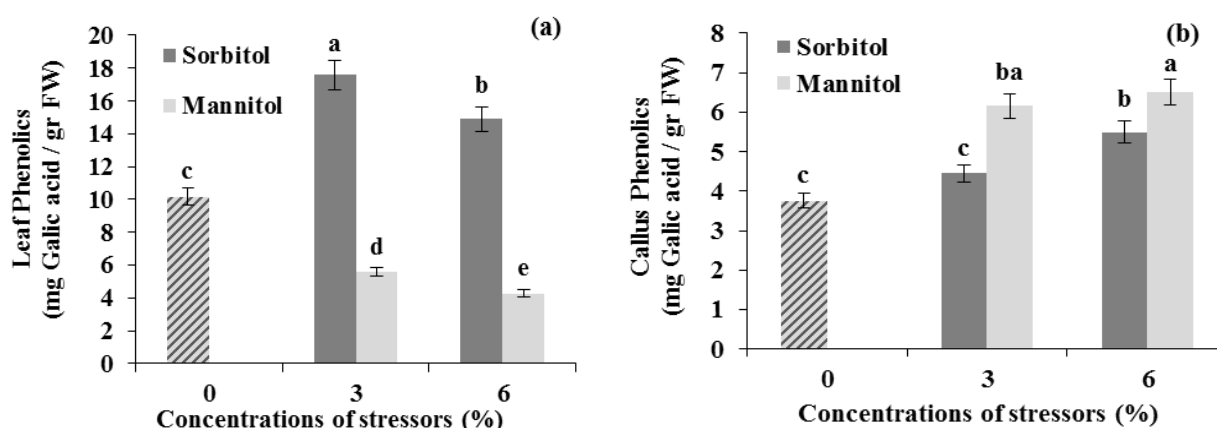 (a)
Sorbitol
Mannitol
Leaf Phenolics
(mg Galic acid / gr FW)
20
18
16
14
12
10
8
6
4
2
0
c
a
d
b
e
0 3 6
Concentrations of stressors (%)
(b)
Sorbitol
Mannitol
Callus Phenolics
(mg Galic acid / gr FW)
8
7
6
5
4
3
2
1
0
c
c
ba
b
a
0 3 6
Concentrations of stressors (%)